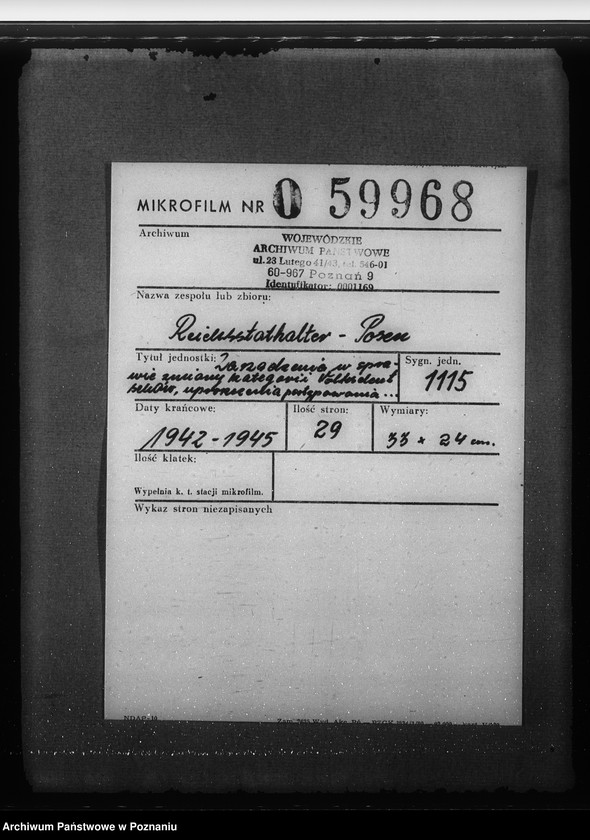 MIKROFILM NR 0 59968
Archiwum
WOJEWÓDZKIE
ARCHIWUM PAŃSTWOWE
ul. 23 Lutego 41/43, tel. 546-01
60-967 Poznań 9
Identyfikator: 0001169
Nazwa zespołu lub zbioru:
Reichsstathalter - Posen
Tytuł jednostki: Zarządzenia w spra-
wie zmiany kategorii Volksdeut
schów, uproszczenia postępowania...
Sygn. jedn.
1115
Daty krańcowe:
1942-1945
Ilość stron:
29
Wymiary:
33 x 24 cm.
Ilość klatek:
Wypełnia k. t. stacji mikrofilm.
Wykaz stron niezapisanych
NDAP-10
Archiwum Państwowe w Poznaniu